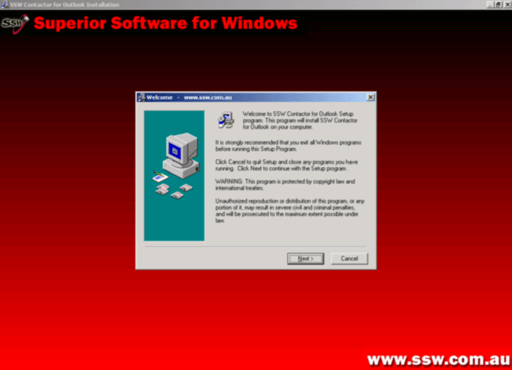 SSW Contactor for Outlook Installation
SSW
Superior Software for Windows
Welcome - www.ssw.com.au
Welcome to SSW Contactor for Outlook Setup
program. This program will install SSW Contactor
for Outlook on your computer.
It is strongly recommended that you exit all Windows programs
before running this Setup Program.
Click Cancel to quit Setup and close any programs you have
running. Click Next to continue with the Setup program.
WARNING: This program is protected by copyright law and
international treaties.
Unauthorized reproduction or distribution of this program, or any
portion of it, may result in severe civil and criminal penalties,
and will be prosecuted to the maximum extent possible under
law.
Next >
Cancel
www.ssw.com.au